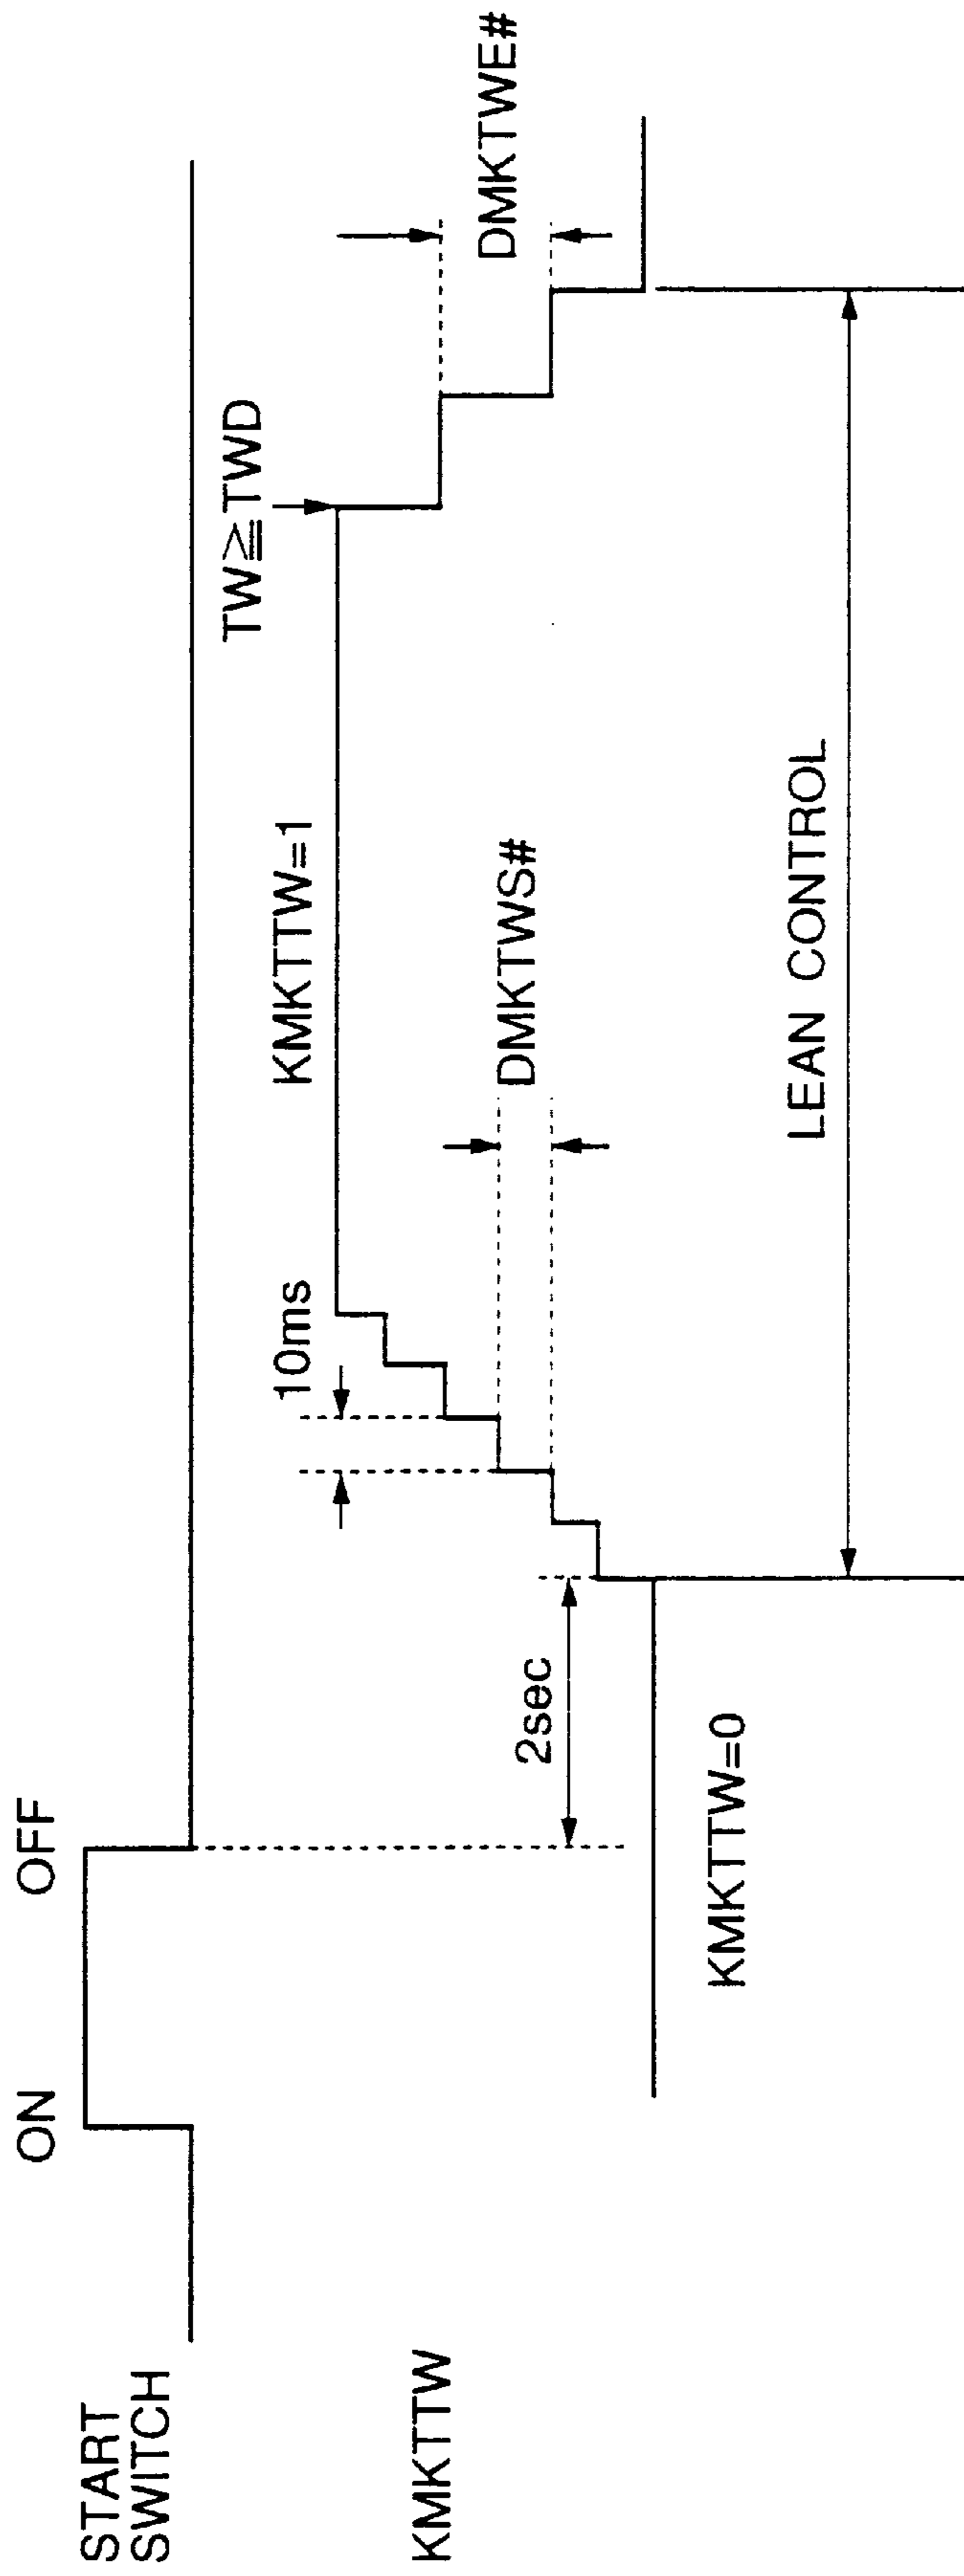 ON
OFF
START
SWITCH
TW≧TWD
KMKTTW=1
10ms
DMKTWE#
DMKTWS#
KMKTTW
2sec
KMKTTW=0
LEAN CONTROL